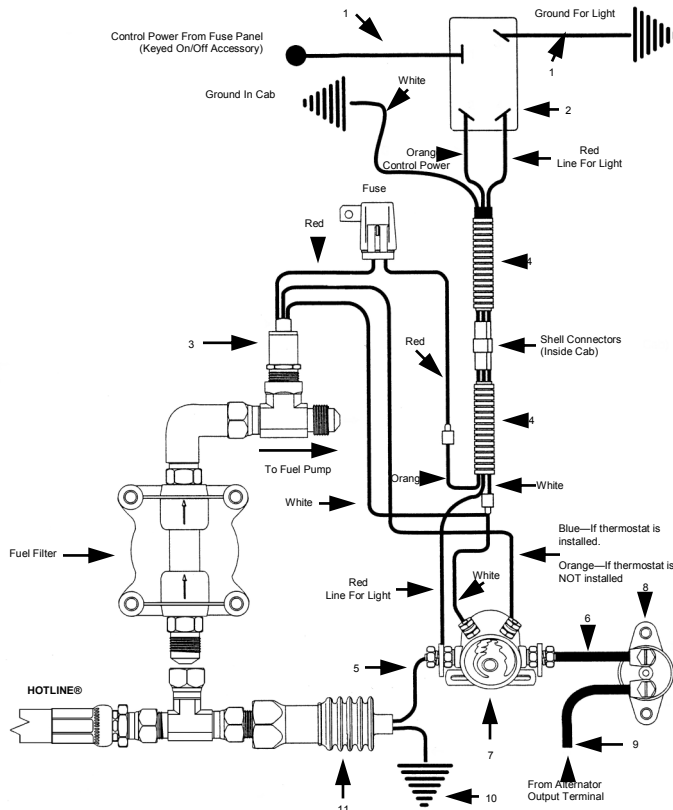 1
Ground For Light
Control Power From Fuse Panel
(Keyed On/Off Accessory)
1
White
Ground In Cab
2
Orang
Control Power
Red
Line For Light
Fuse
Red
4
3
Shell Connectors
(Inside Cab)
Red
4
To Fuel Pump
Orang
White
White
Blue—If thermostat is
installed.
Fuel Filter
Orange—If thermostat is
NOT installed
White
Red
Line For Light
8
6
5
HOTLINE®
7
9
From Alternator
Output Terminal
10
11